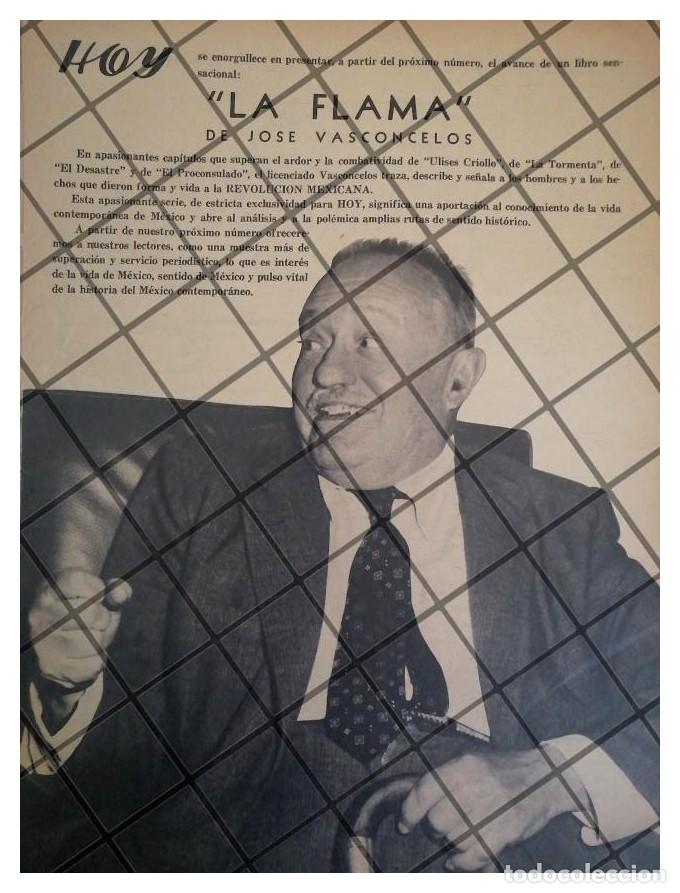 HOY
se enorgullece en presentar, a partir del próximo número, el avance de un libro sen-
sacional:
"LA FLAMA"
DE JOSE VASCONCELOS
En apasionantes capítulos que superan el ardor y la combatividad de "Ulises Criollo", de "La Tormenta", de
"El Desastre" y de "El Proconsulado", el licenciado Vasconcelos traza, describe y señala a los hombres y a los he-
chos que dieron forma y vida a la REVOLUCION MEXICANA.
Esta apasionante serie, de estricta exclusividad para HOY, significa una aportación al conocimiento de la vida
contemporánea de México y abre al análisis y a la polémica amplias rutas de sentido histórico.
A partir de nuestro próximo número ofrecere-
mos a nuestros lectores, como una muestra más de
superación y servicio periodístico, lo que es interés
de la vida de México, sentido de México y pulso vital
de la historia del México contemporáneo.
todocoleccion